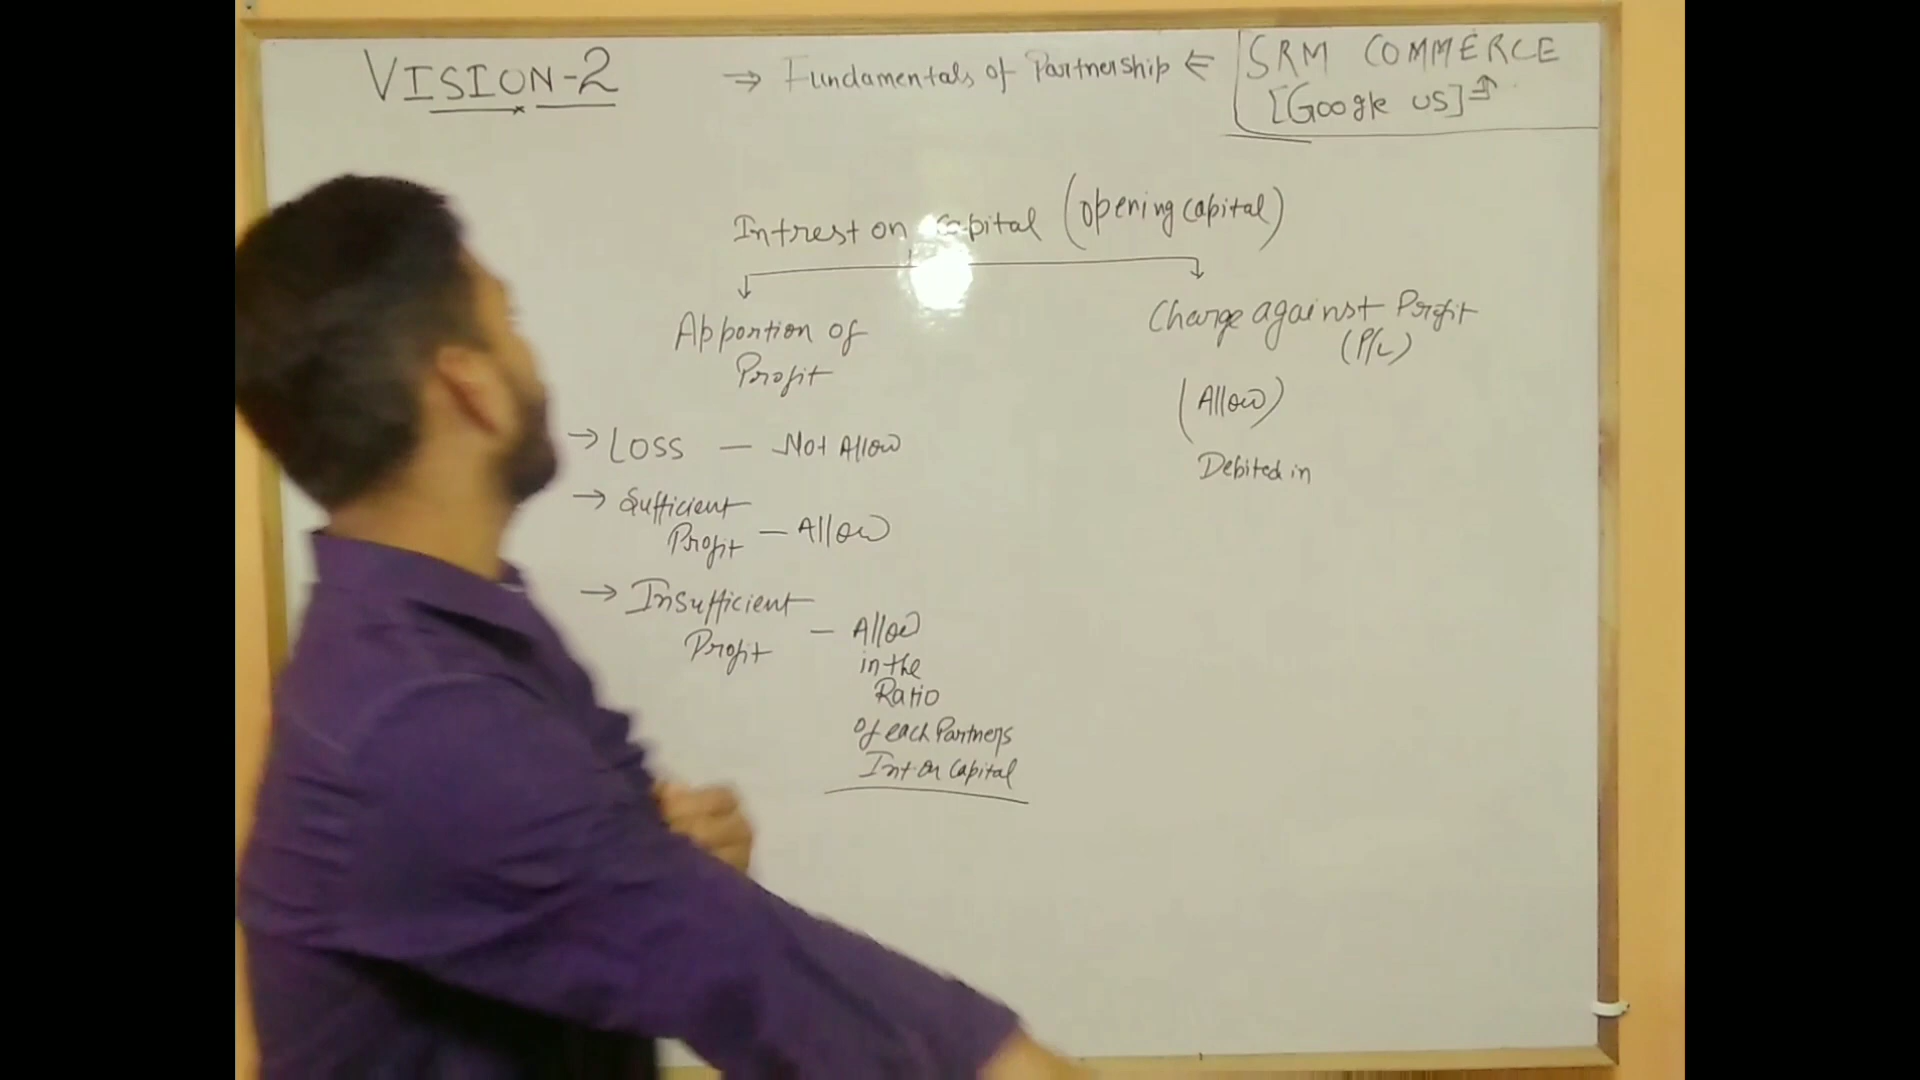 VISION-2
⇒ Fundamentals of Partnership ⇐
SRM COMMERCE
[Google us]
Intrest on Capital (opening capital)
Apportion of
Profit
→ LOSS — Not Allow
→ Sufficient
Profit — Allow
→ Insufficient
Profit — Allow
in the
Ratio
of each Partners
Int on Capital
Charge against Profit
(P/L)
(Allow)
Debited in